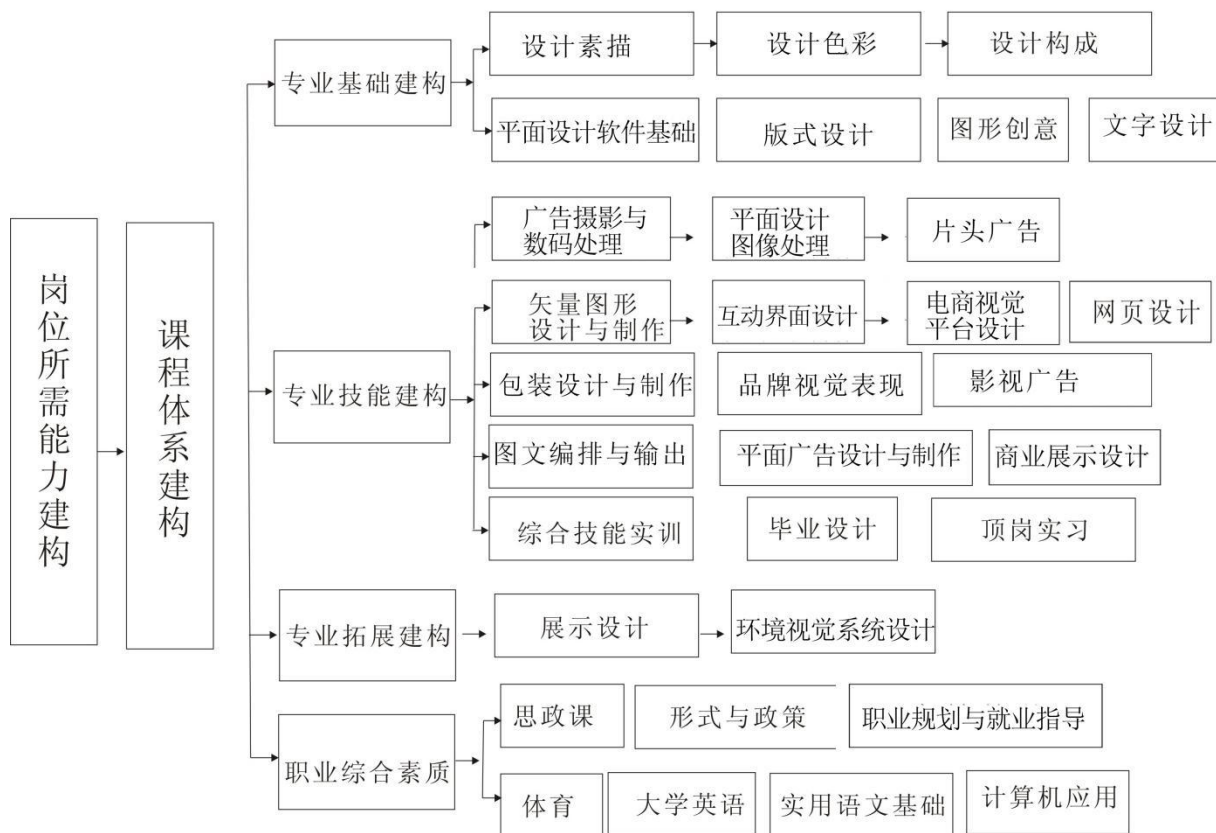 岗位所需能力建构
课程体系建构
专业基础建构
设计素描
设计色彩
设计构成
平面设计软件基础
版式设计
图形创意
文字设计
专业技能建构
广告摄影与
数码处理
平面设计
图像处理
片头广告
矢量图形
设计与制作
互动界面设计
电商视觉
平台设计
网页设计
包装设计与制作
品牌视觉表现
影视广告
图文编排与输出
平面广告设计与制作
商业展示设计
综合技能实训
毕业设计
顶岗实习
专业拓展建构
展示设计
环境视觉系统设计
职业综合素质
思政课
形式与政策
职业规划与就业指导
体育
大学英语
实用语文基础
计算机应用